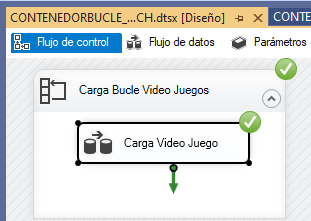 CONTENEDORBUCLE_...CH.dtsx [Diseño]
CONTE
Flujo de control
Flujo de datos
Parámetros
Carga Bucle Video Juegos
Carga Video Juego